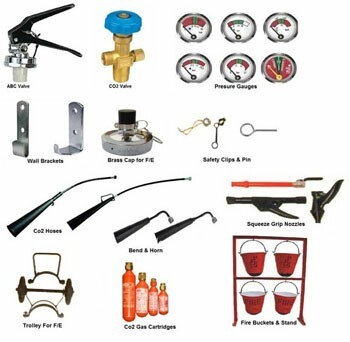 ABC Valve
CO2 Valve
Presure Gauges
Wall Brackets
Brass Cap for F/E
Safety Clips & Pin
Co2 Hoses
Bend & Horn
Squeeze Grip Nozzles
Trolley For F/E
Co2 Gas Cartridges
Fire Buckets & Stand